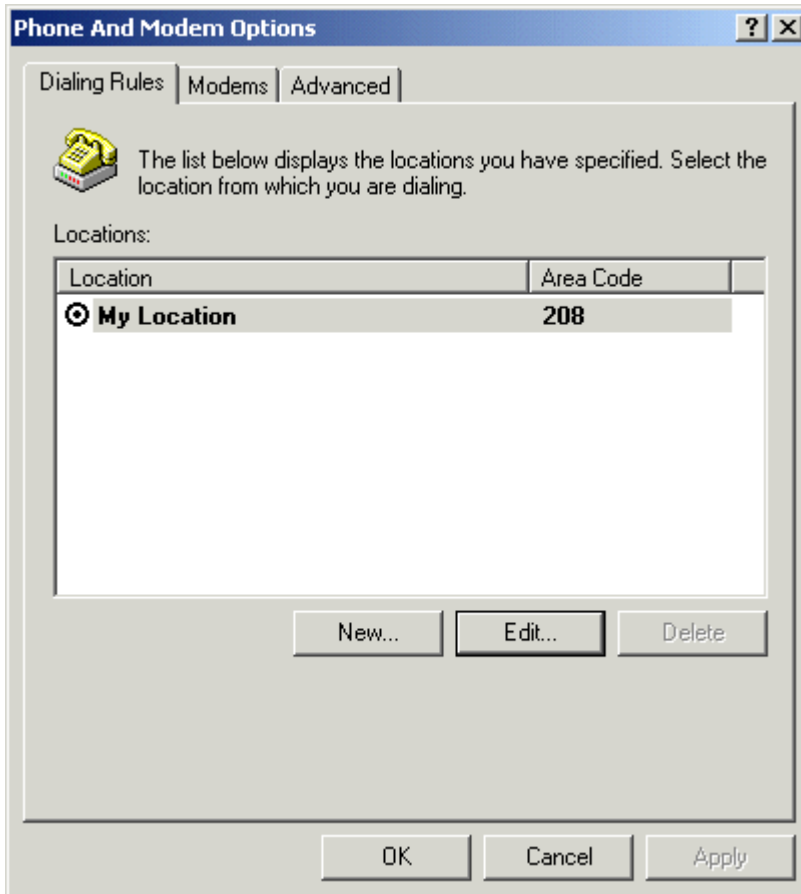 Phone And Modem Options
Dialing Rules Modems Advanced
The list below displays the locations you have specified. Select the
location from which you are dialing.
Locations:
Location Area Code
My Location 208
New... Edit... Delete
OK Cancel Apply